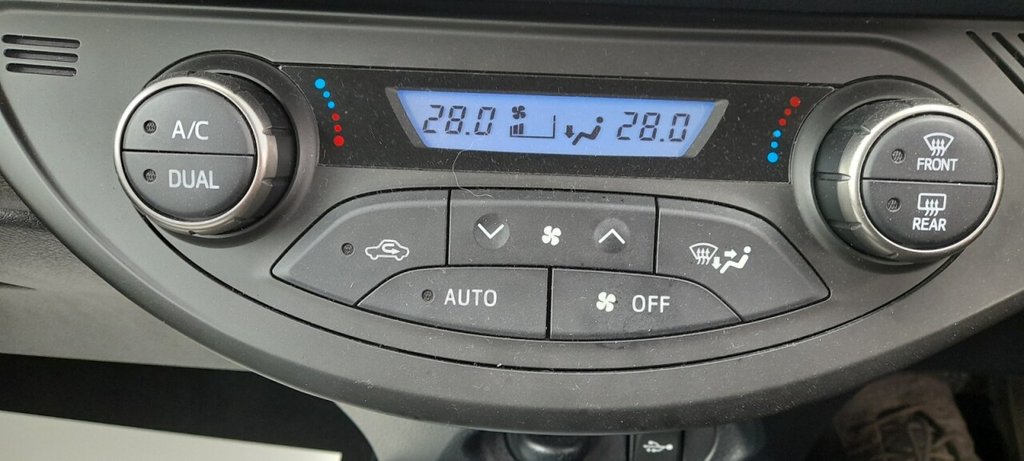 28.0 28.0
A/C
DUAL
FRONT
REAR
AUTO
OFF